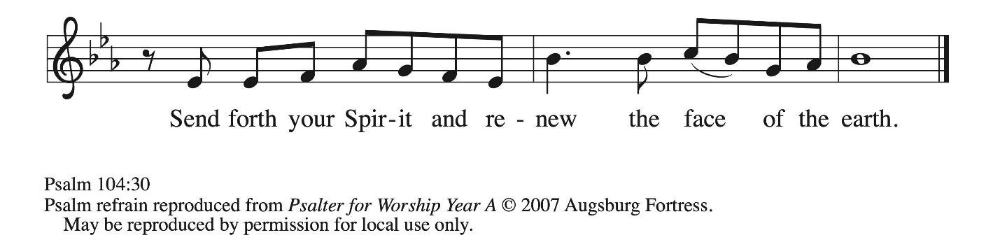 Send forth your Spir-it and re - new the face of the earth.
Psalm 104:30
Psalm refrain reproduced from Psalter for Worship Year A © 2007 Augsburg Fortress.
May be reproduced by permission for local use only.